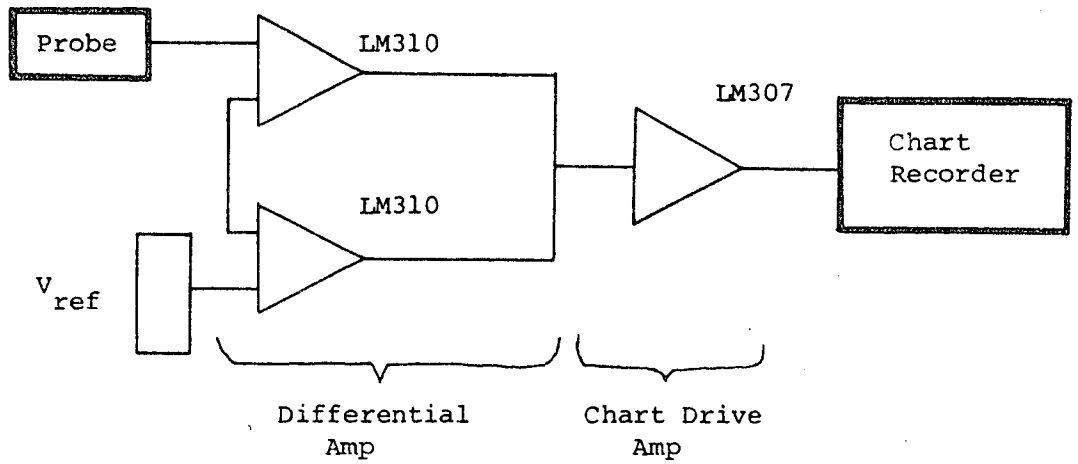 Probe
LM310
LM307
Chart
Recorder
LM310
V
ref
Differential
Amp
Chart Drive
Amp